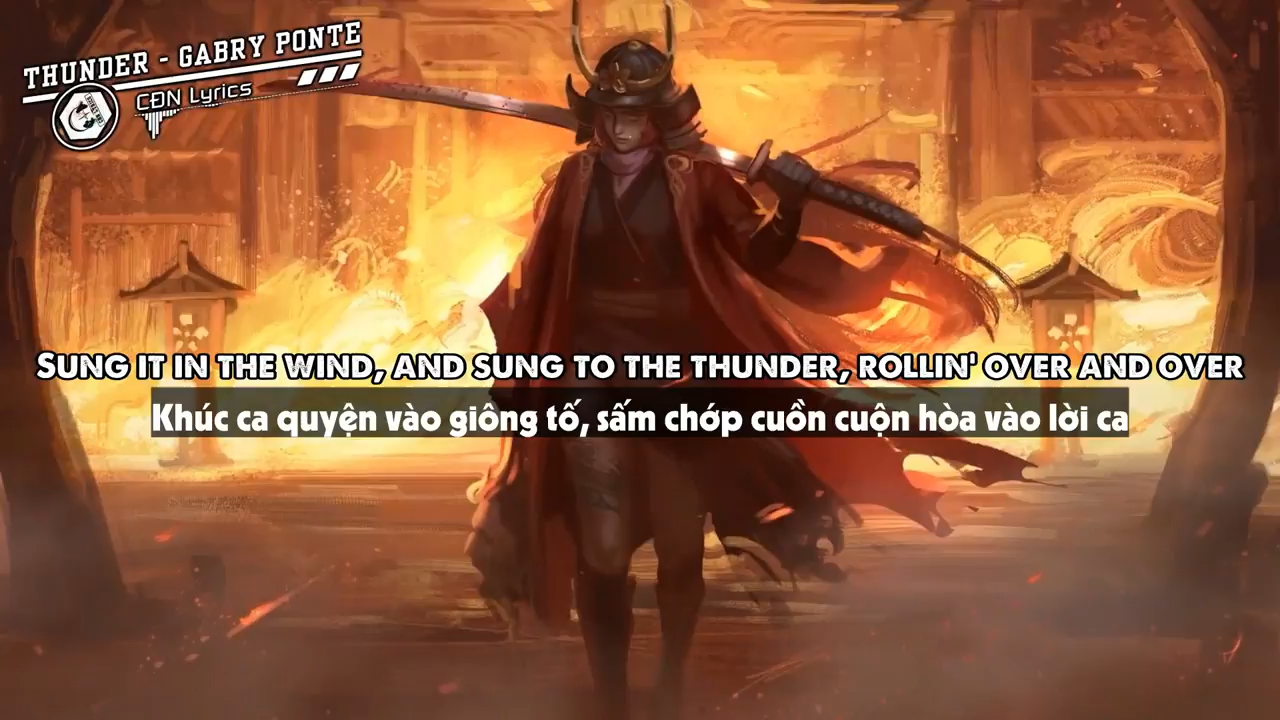 THUNDER - GABRY PONTE
CĐN Lyrics
SUNG IT IN THE WIND, AND SUNG TO THE THUNDER, ROLLIN' OVER AND OVER
Khúc ca quyện vào giông tố, sấm chớp cuồn cuộn hòa vào lời ca